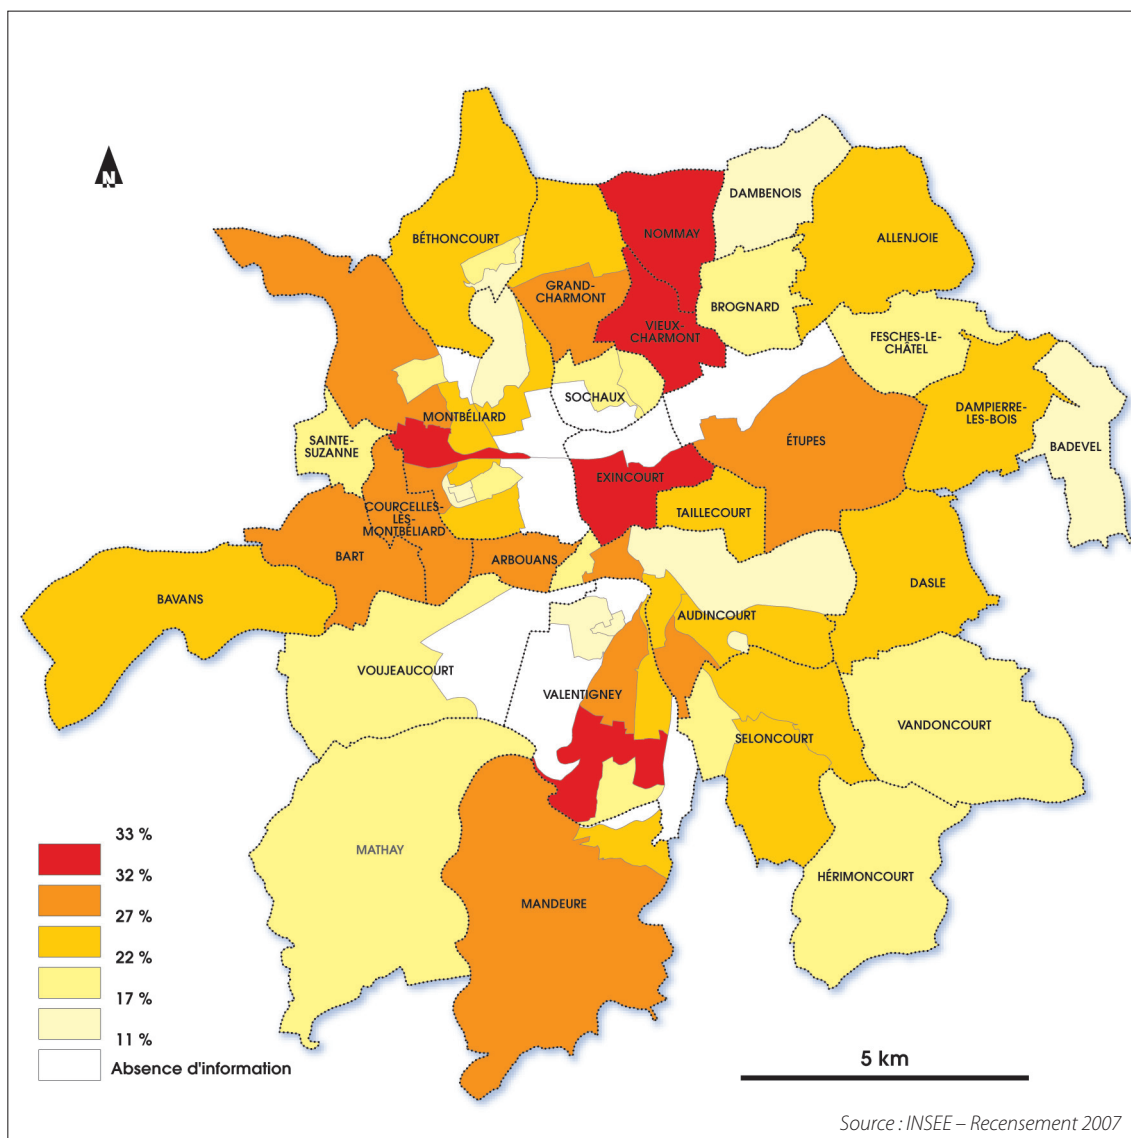 N
DAMBENOIS
NOMMAY
BÉTHONCOURT
ALLENJOIE
GRAND-
CHARMONT
BROGNARD
VIEUX-
CHARMONT
FESCHES-LE-
CHÂTEL
SOCHAUX
DAMPIERRE-
LES-BOIS
MONTBÉLIARD
ÉTUPES
SAINTE-
SUZANNE
BADEVEL
EXINCOURT
COURCELLES-
LÈS-
MONTBÉLIARD
TAILLECOURT
BART
ARBOUANS
DASLE
BAVANS
AUDINCOURT
VOUJEAUCOURT
VALENTIGNEY
VANDONCOURT
SELONCOURT
MATHAY
HÉRIMONCOURT
MANDEURE
33 %
32 %
27 %
22 %
17 %
11 %
Absence d'information
5 km
Source : INSEE – Recensement 2007